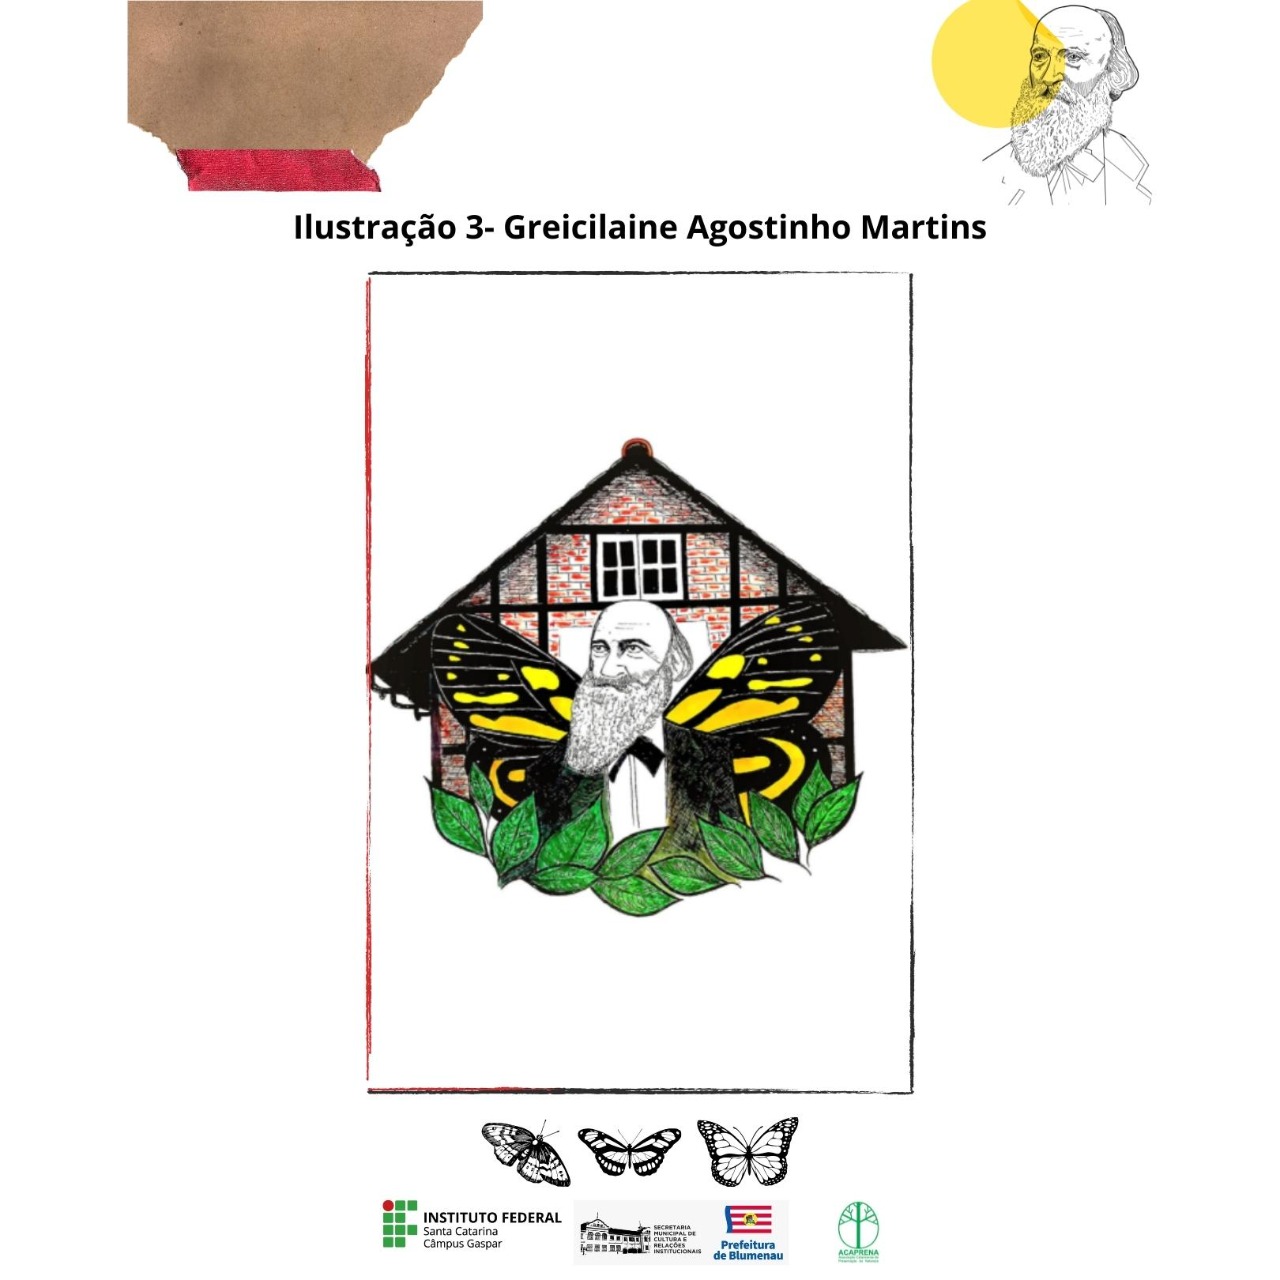 Ilustração 3- Greicilaine Agostinho Martins
INSTITUTO FEDERAL
Santa Catarina
Câmpus Gaspar
SECRETARIA
MUNICIPAL DE
CULTURA E
RELAÇÕES
INSTITUCIONAIS
Prefeitura
de Blumenau
ACAPRENA